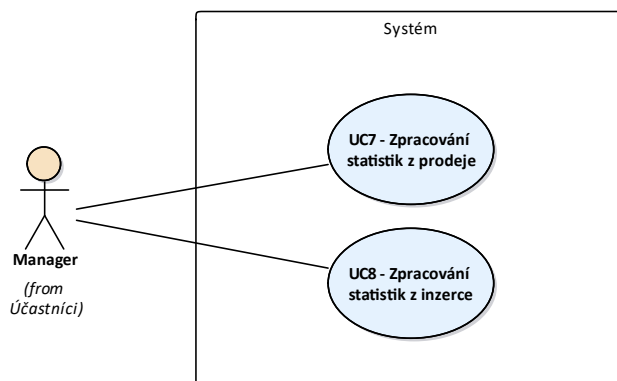 Systém
UC7 - Zpracování
statistik z prodeje
Manager
(from
Účastníci)
UC8 - Zpracování
statistik z inzerce